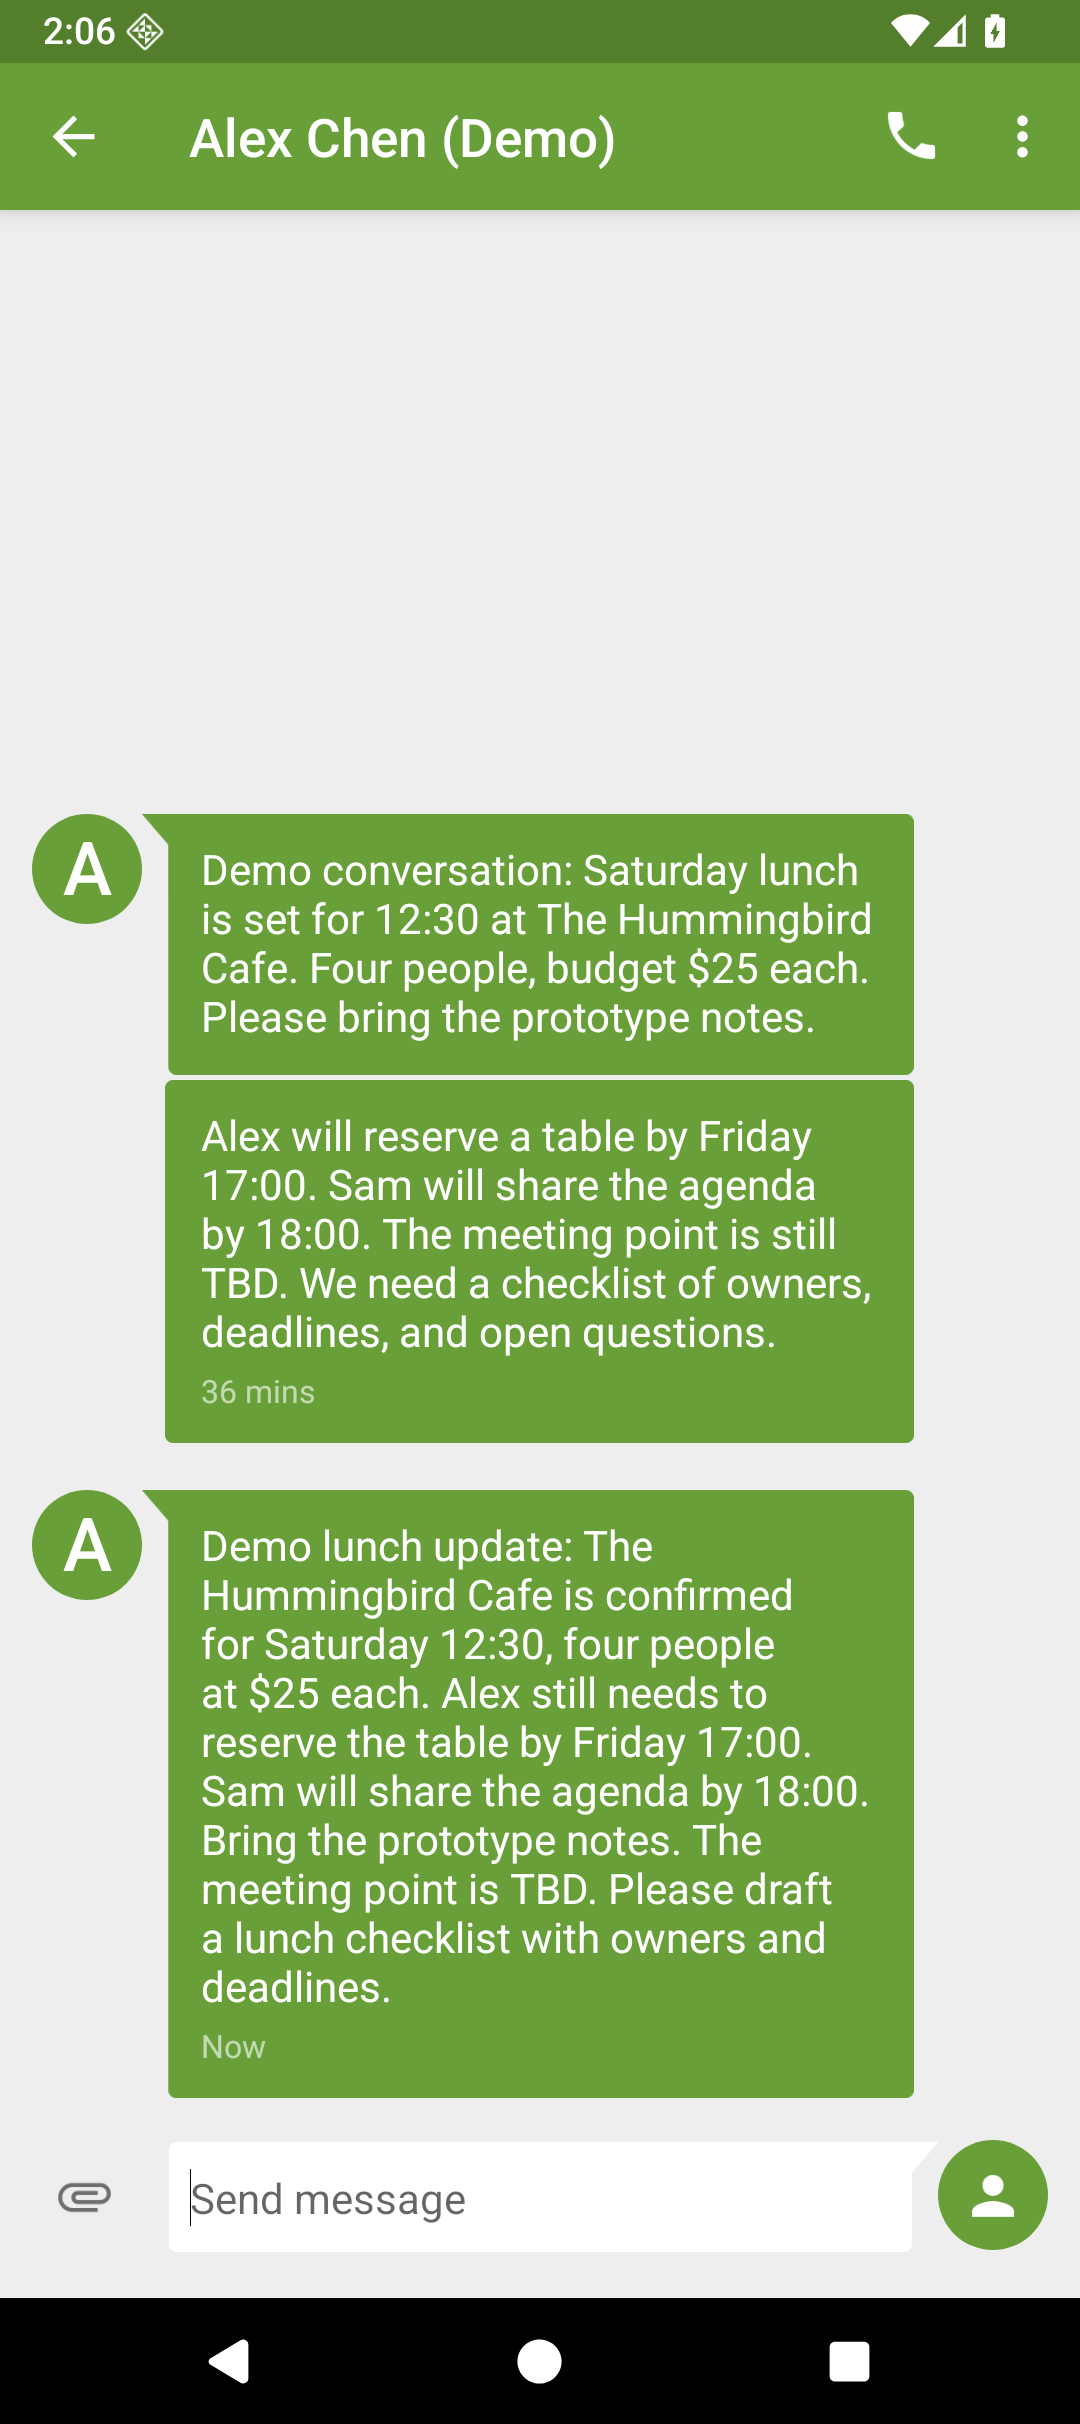 2:06
Alex Chen (Demo)
A
Demo conversation: Saturday lunch
is set for 12:30 at The Hummingbird
Cafe. Four people, budget $25 each.
Please bring the prototype notes.
Alex will reserve a table by Friday
17:00. Sam will share the agenda
by 18:00. The meeting point is still
TBD. We need a checklist of owners,
deadlines, and open questions.
36 mins
A
Demo lunch update: The
Hummingbird Cafe is confirmed
for Saturday 12:30, four people
at $25 each. Alex still needs to
reserve the table by Friday 17:00.
Sam will share the agenda by 18:00.
Bring the prototype notes. The
meeting point is TBD. Please draft
a lunch checklist with owners and
deadlines.
Now
Send message